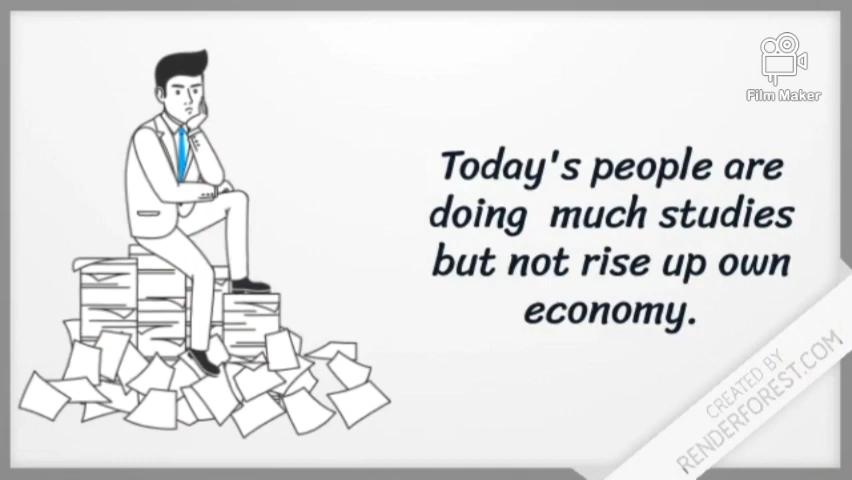 Film Maker
Today's people are
doing much studies
but not rise up own
economy.
CREATED BY
RENDERFOREST.COM